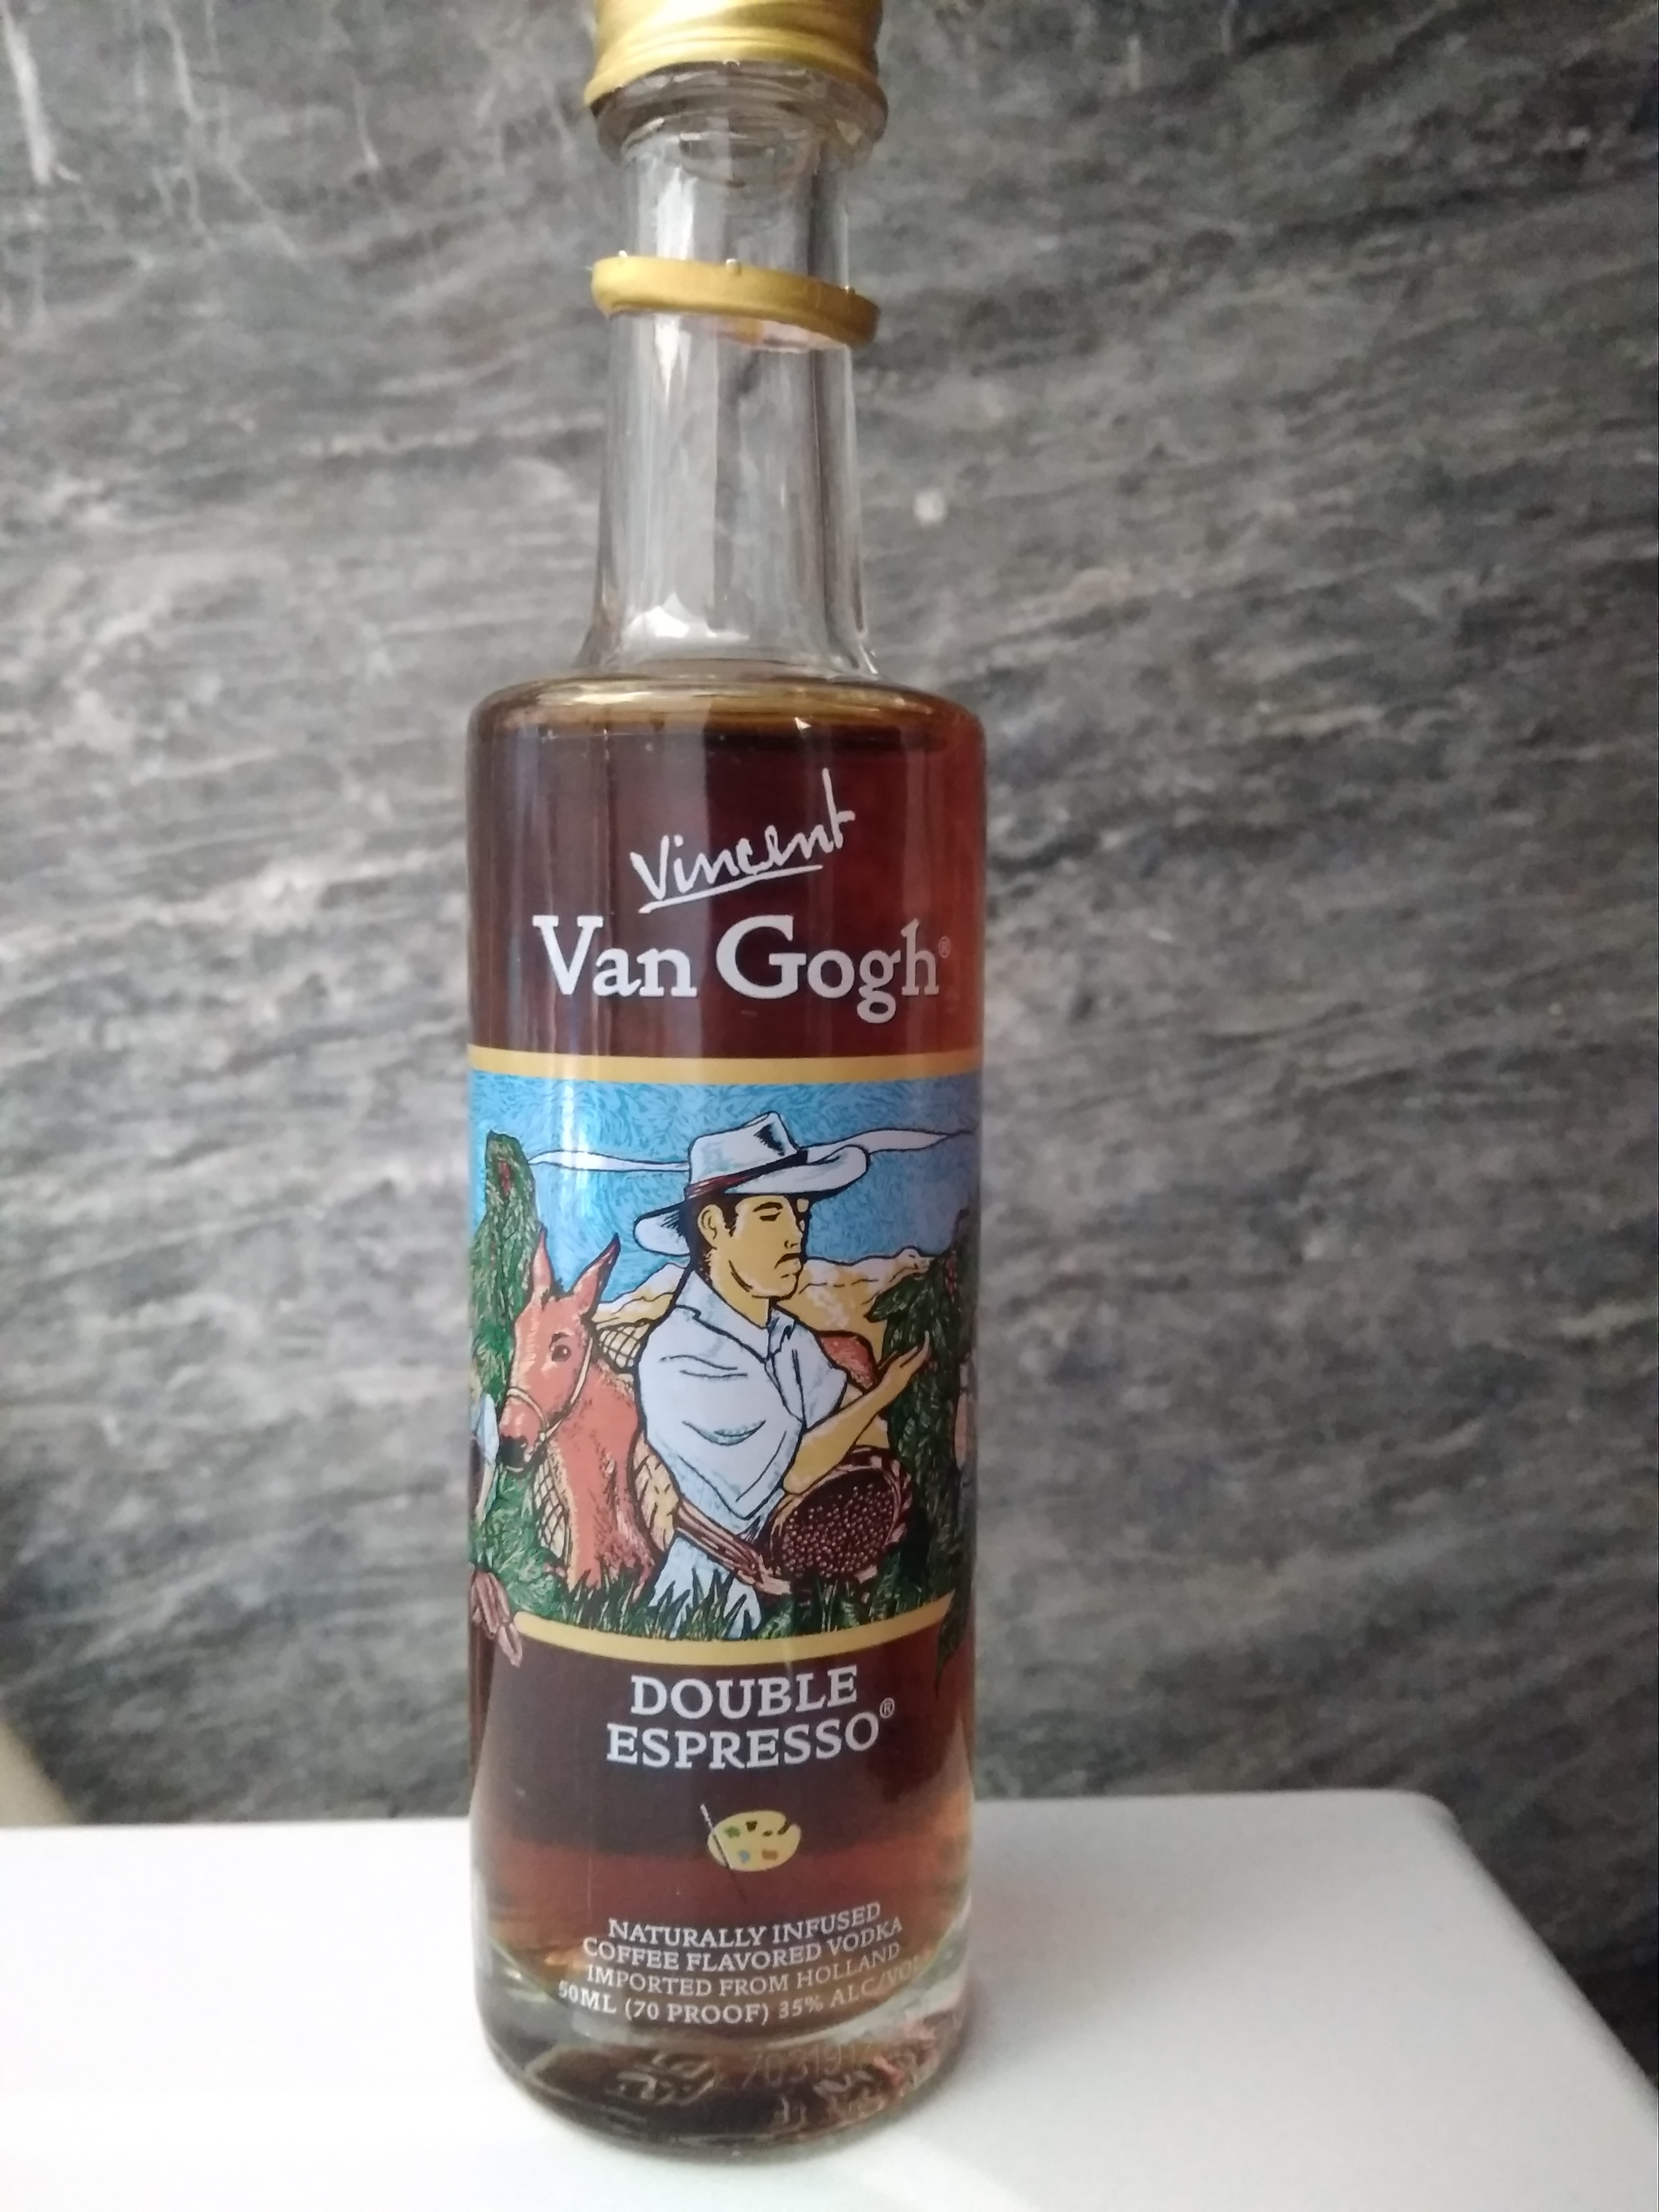 Vincent
Van Gogh®
DOUBLE
ESPRESSO®
NATURALLY INFUSED
COFFEE FLAVORED VODKA
IMPORTED FROM HOLLAND
50ML (70 PROOF) 35% ALC/VOL